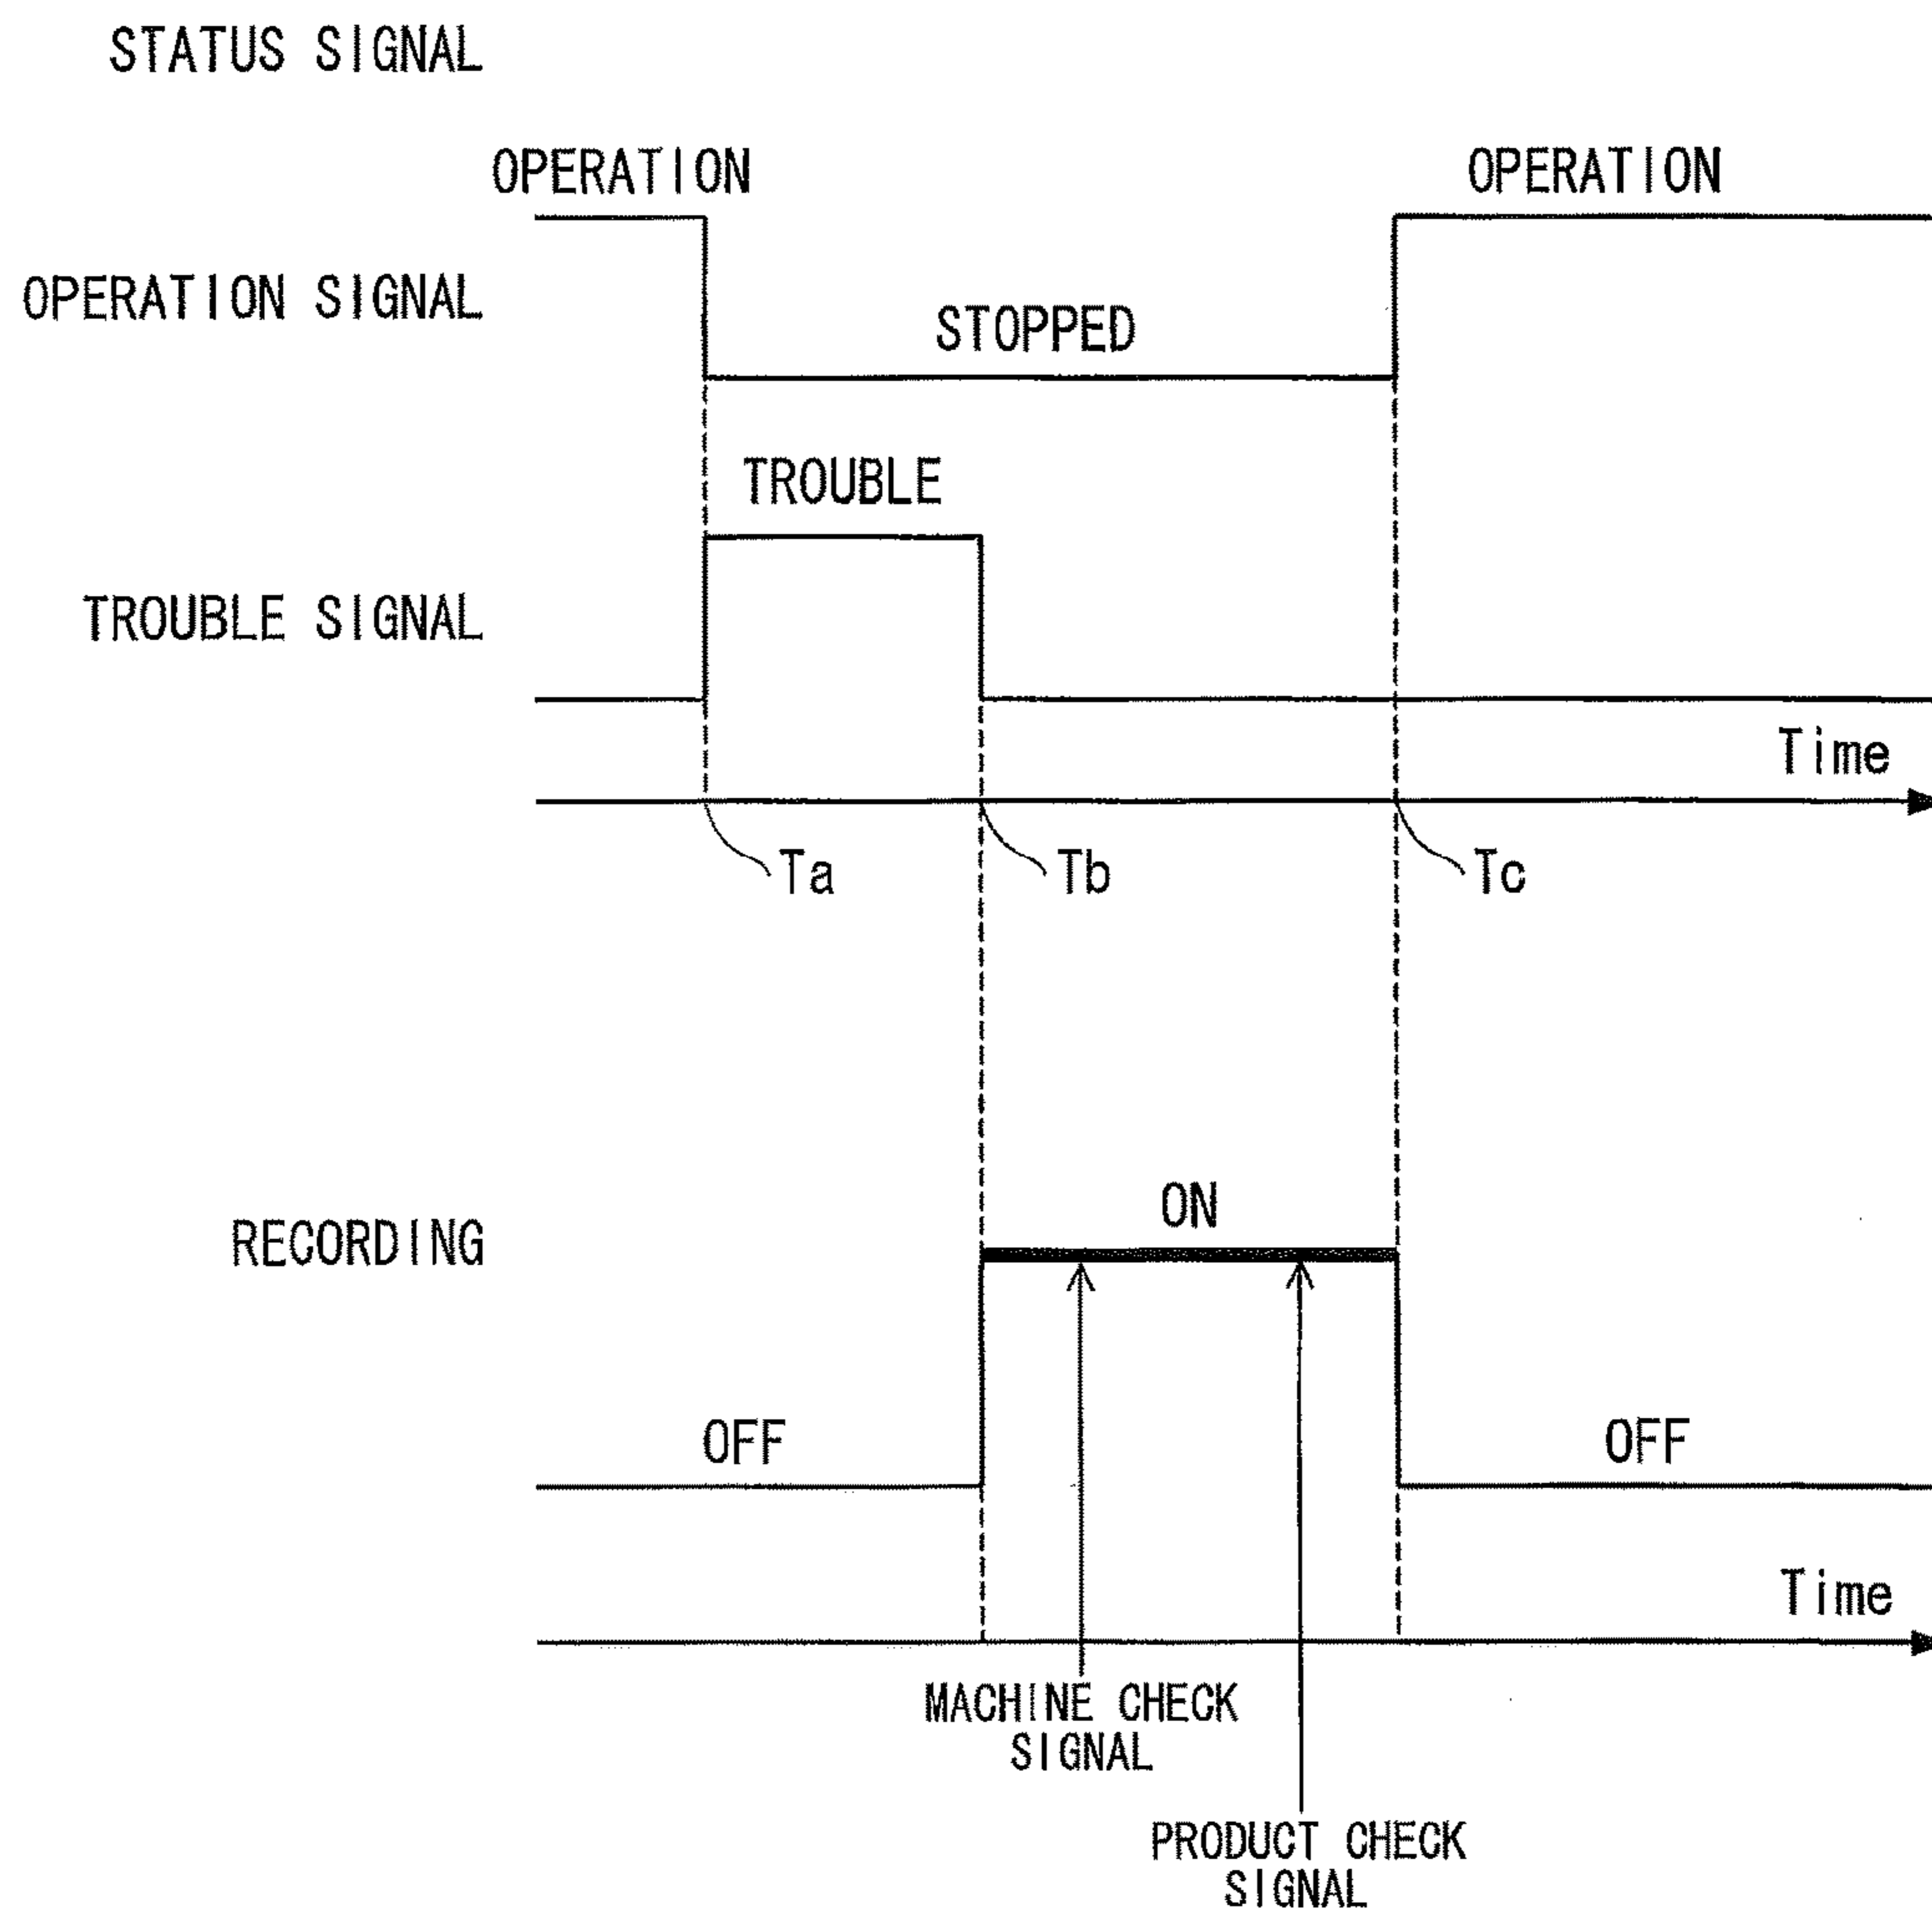 STATUS SIGNAL
OPERATION
OPERATION
OPERATION SIGNAL
STOPPED
TROUBLE
TROUBLE SIGNAL
Time
Ta
Tb
Tc
ON
RECORDING
OFF
OFF
Time
MACHINE CHECK
SIGNAL
PRODUCT CHECK
SIGNAL